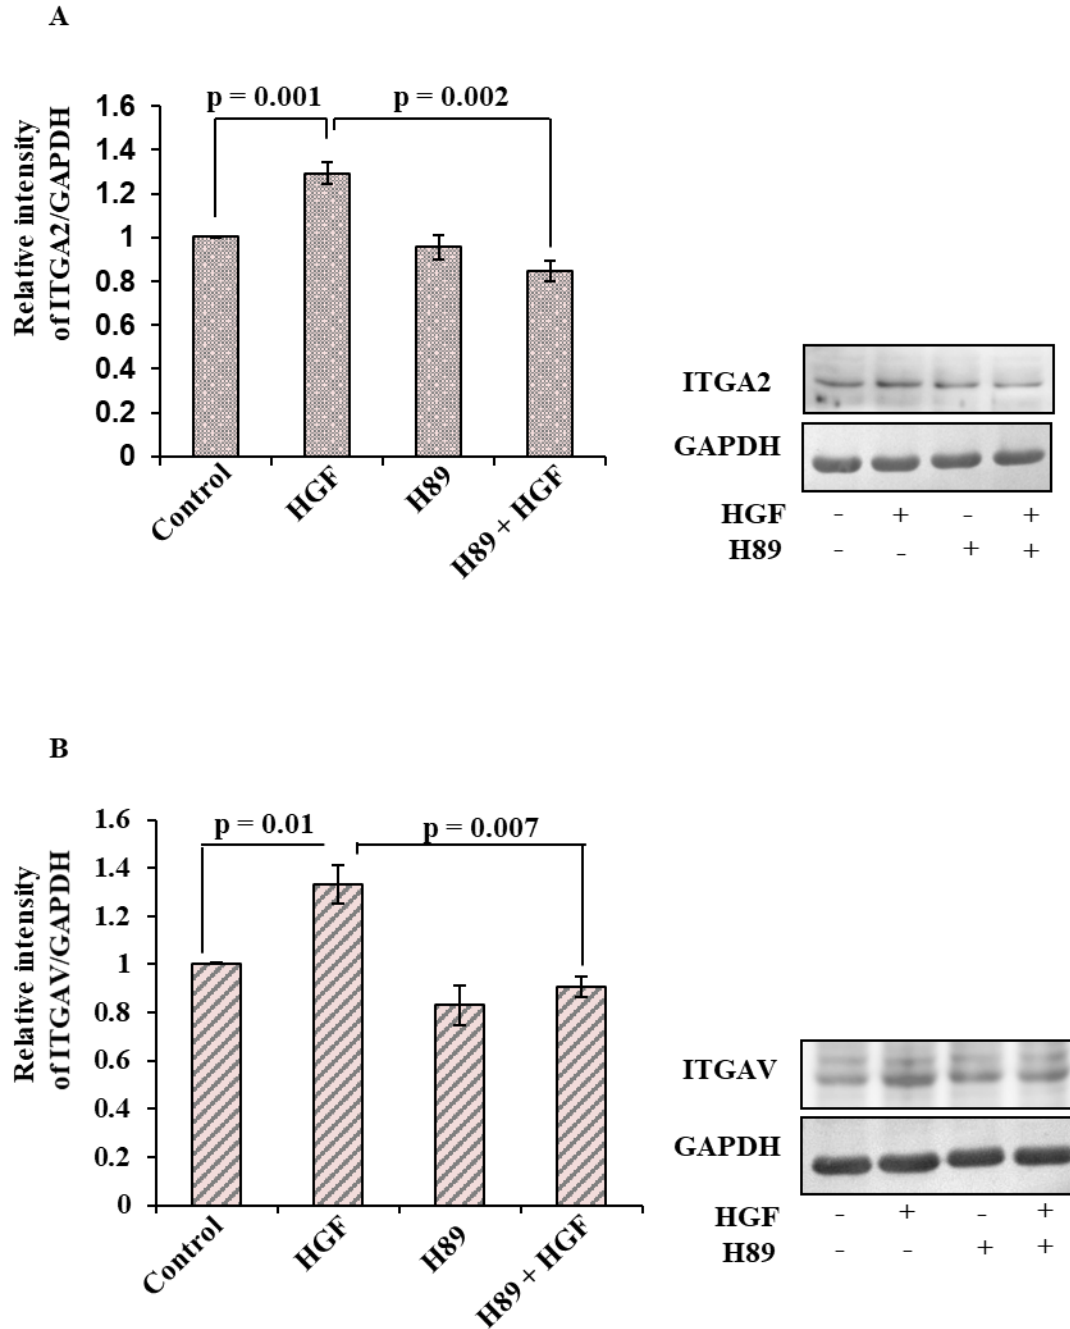 A
Relative intensity
of ITGA2/GAPDH
1.6
1.4
1.2
1
0.8
0.6
0.4
0.2
0
p = 0.001
p = 0.002
Control
HGF
H89
H89 + HGF
ITGA2
GAPDH
HGF - + - +
H89 - - + +
B
Relative intensity
of ITGAV/GAPDH
1.6
1.4
1.2
1
0.8
0.6
0.4
0.2
0
p = 0.01
p = 0.007
Control
HGF
H89
H89 + HGF
ITGAV
GAPDH
HGF - + - +
H89 - - + +